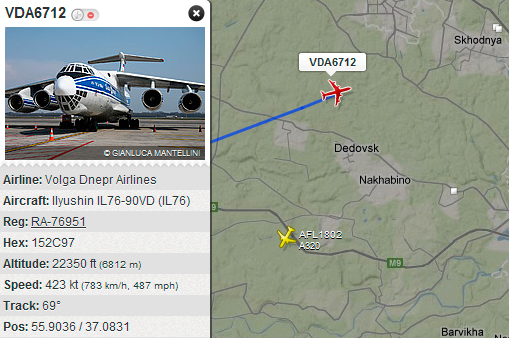 VDA6712
© GIANLUCA MANTELLINI
Airline: Volga Dnepr Airlines
Aircraft: Ilyushin IL76-90VD (IL76)
Reg: RA-76951
Hex: 152C97
Altitude: 22350 ft (6812 m)
Speed: 423 kt (783 km/h, 487 mph)
Track: 69°
Pos: 55.9036 / 37.0831
Skhodnya
VDA6712
Dedovsk
Nakhabino
AFL1802
A320
M9
M9
Barvikha
Babki